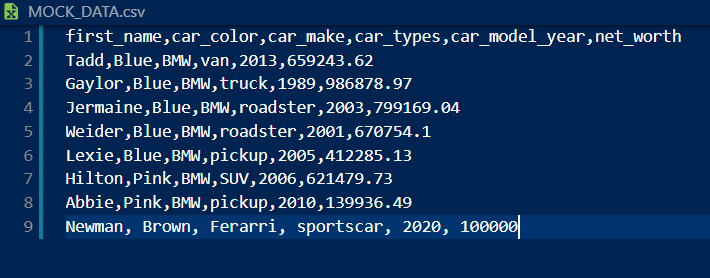 MOCK_DATA.csv
1 first_name,car_color,car_make,car_types,car_model_year,net_worth
2 Tadd,Blue,BMW,van,2013,659243.62
3 Gaylor,Blue,BMW,truck,1989,986878.97
4 Jermaine,Blue,BMW,roadster,2003,799169.04
5 Weider,Blue,BMW,roadster,2001,670754.1
6 Lexie,Blue,BMW,pickup,2005,412285.13
7 Hilton,Pink,BMW,SUV,2006,621479.73
8 Abbie,Pink,BMW,pickup,2010,139936.49
9 Newman, Brown, Ferarri, sportscar, 2020, 100000